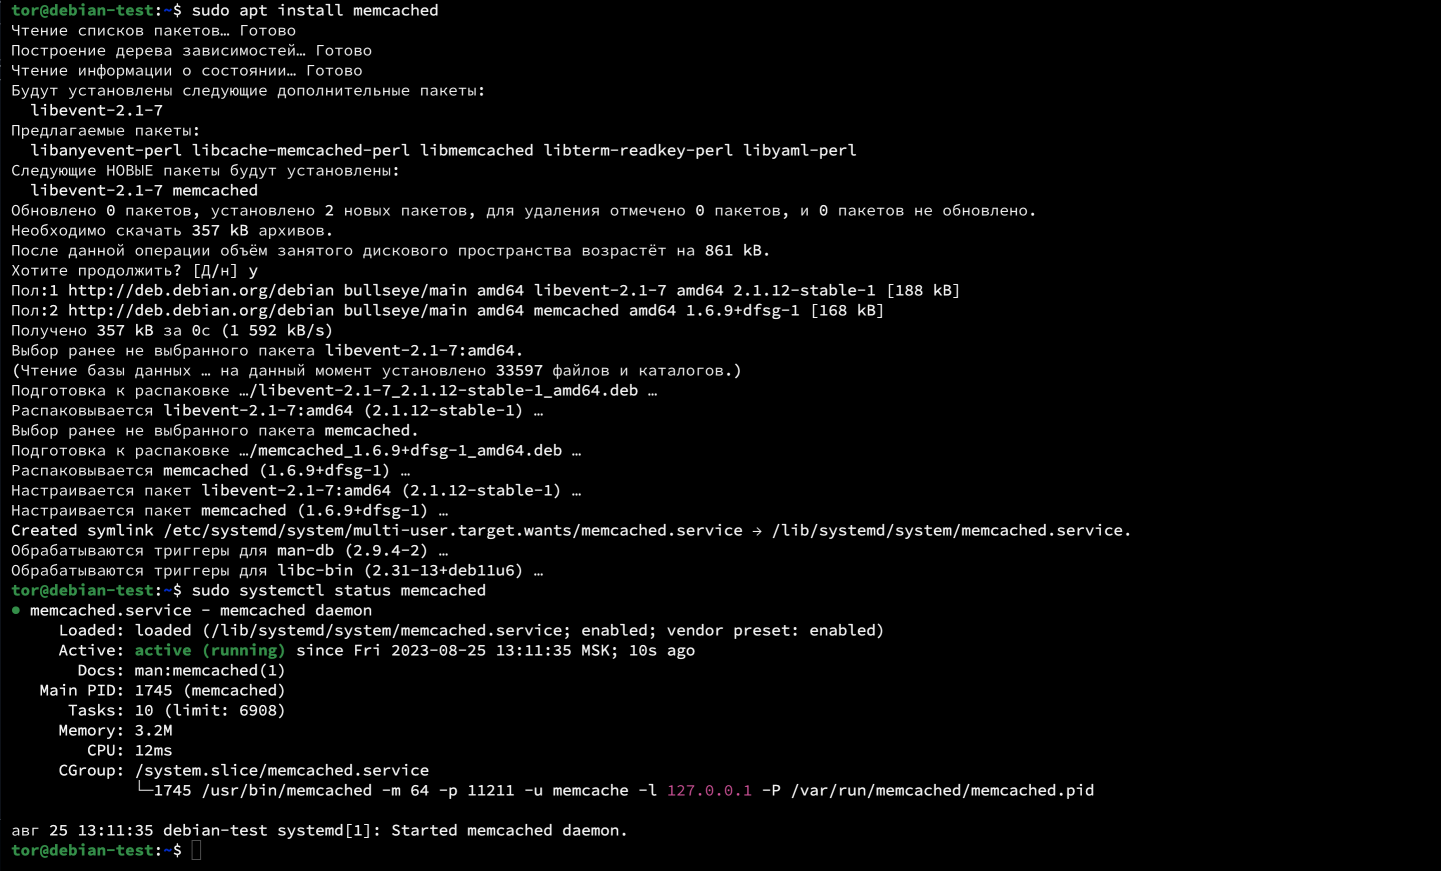 tor@debian-test:~$ sudo apt install memcached
Чтение списков пакетов… Готово
Построение дерева зависимостей… Готово
Чтение информации о состоянии… Готово
Будут установлены следующие дополнительные пакеты:
  libevent-2.1-7
Предлагаемые пакеты:
  libanyevent-perl libcache-memcached-perl libmemcached libterm-readkey-perl libyaml-perl
Следующие НОВЫЕ пакеты будут установлены:
  libevent-2.1-7 memcached
Обновлено 0 пакетов, установлено 2 новых пакетов, для удаления отмечено 0 пакетов, и 0 пакетов не обновлено.
Необходимо скачать 357 kB архивов.
После данной операции объём занятого дискового пространства возрастёт на 861 kB.
Хотите продолжить? [Д/н] y
Пол:1 http://deb.debian.org/debian bullseye/main amd64 libevent-2.1-7 amd64 2.1.12-stable-1 [188 kB]
Пол:2 http://deb.debian.org/debian bullseye/main amd64 memcached amd64 1.6.9+dfsg-1 [168 kB]
Получено 357 kB за 0с (1 592 kB/s)
Выбор ранее не выбранного пакета libevent-2.1-7:amd64.
(Чтение базы данных … на данный момент установлено 33597 файлов и каталогов.)
Подготовка к распаковке …/libevent-2.1-7_2.1.12-stable-1_amd64.deb …
Распаковывается libevent-2.1-7:amd64 (2.1.12-stable-1) …
Выбор ранее не выбранного пакета memcached.
Подготовка к распаковке …/memcached_1.6.9+dfsg-1_amd64.deb …
Распаковывается memcached (1.6.9+dfsg-1) …
Настраивается пакет libevent-2.1-7:amd64 (2.1.12-stable-1) …
Настраивается пакет memcached (1.6.9+dfsg-1) …
Created symlink /etc/systemd/system/multi-user.target.wants/memcached.service → /lib/systemd/system/memcached.service.
Обрабатываются триггеры для man-db (2.9.4-2) …
Обрабатываются триггеры для libc-bin (2.31-13+deb11u6) …
tor@debian-test:~$ sudo systemctl status memcached
● memcached.service - memcached daemon
     Loaded: loaded (/lib/systemd/system/memcached.service; enabled; vendor preset: enabled)
     Active: active (running) since Fri 2023-08-25 13:11:35 MSK; 10s ago
       Docs: man:memcached(1)
   Main PID: 1745 (memcached)
      Tasks: 10 (limit: 6908)
     Memory: 3.2M
        CPU: 12ms
     CGroup: /system.slice/memcached.service
             └─1745 /usr/bin/memcached -m 64 -p 11211 -u memcache -l 127.0.0.1 -P /var/run/memcached/memcached.pid
авг 25 13:11:35 debian-test systemd[1]: Started memcached daemon.
tor@debian-test:~$